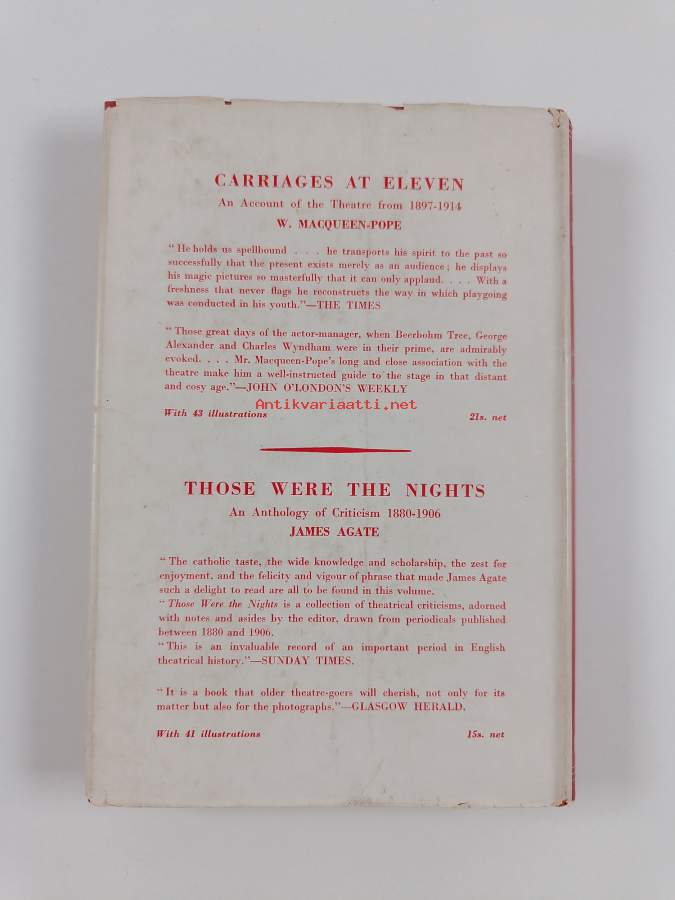 CARRIAGES AT ELEVEN
An Account of the Theatre from 1897-1914
W. MACQUEEN-POPE
“He holds us spellbound . . . he transports his spirit to the past so
successfully that the present exists merely as an audience; he displays
his magic pictures so masterfully that it can only applaud. . . . With a
freshness that never flags he reconstructs the way in which playgoing
was conducted in his youth.”—THE TIMES
“Those great days of the actor-manager, when Beerbohm Tree, George
Alexander and Charles Wyndham were in their prime, are admirably
evoked. . . . Mr. Macqueen-Pope's long and close association with the
theatre make him a well-instructed guide to the stage in that distant
and cosy age.”—JOHN O'LONDON'S WEEKLY
Antikvariaatti.net
With 43 illustrations 21s. net
THOSE WERE THE NIGHTS
An Anthology of Criticism 1880-1906
JAMES AGATE
“The catholic taste, the wide knowledge and scholarship, the zest for
enjoyment, and the felicity and vigour of phrase that made James Agate
such a delight to read are all to be found in this volume.
“Those Were the Nights is a collection of theatrical criticisms, adorned
with notes and asides by the editor, drawn from periodicals published
between 1880 and 1906.
“This is an invaluable record of an important period in English
theatrical history.”—SUNDAY TIMES.
“It is a book that older theatre-goers will cherish, not only for its
matter but also for the photographs.”—GLASGOW HERALD.
With 41 illustrations 15s. net